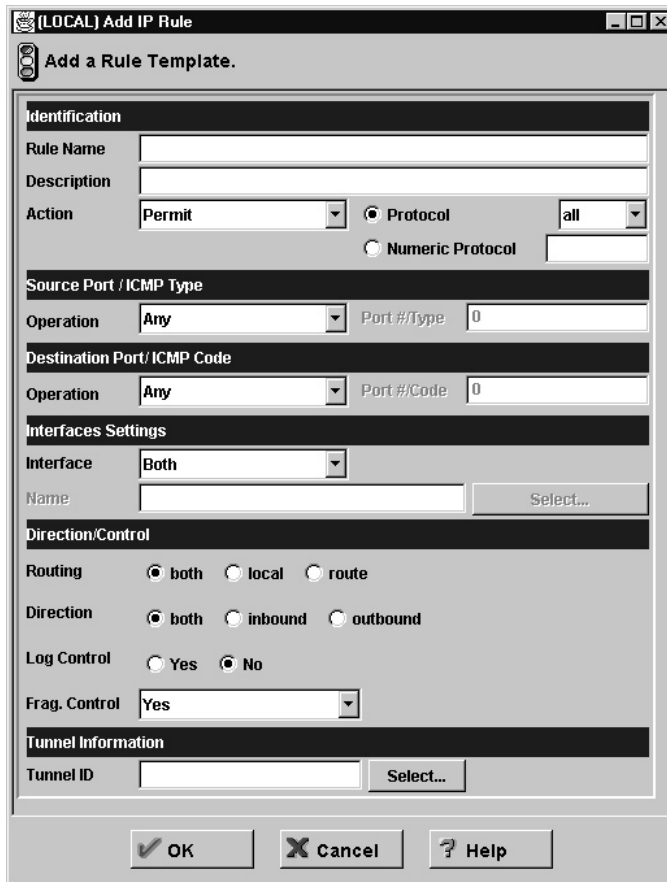 (LOCAL) Add IP Rule
Add a Rule Template.
Identification
Rule Name
Description
Action Permit Protocol all
Numeric Protocol
Source Port / ICMP Type
Operation Any Port #/Type 0
Destination Port/ ICMP Code
Operation Any Port #/Code 0
Interfaces Settings
Interface Both
Name Select...
Direction/Control
Routing both local route
Direction both inbound outbound
Log Control Yes No
Frag. Control Yes
Tunnel Information
Tunnel ID Select...
OK Cancel Help